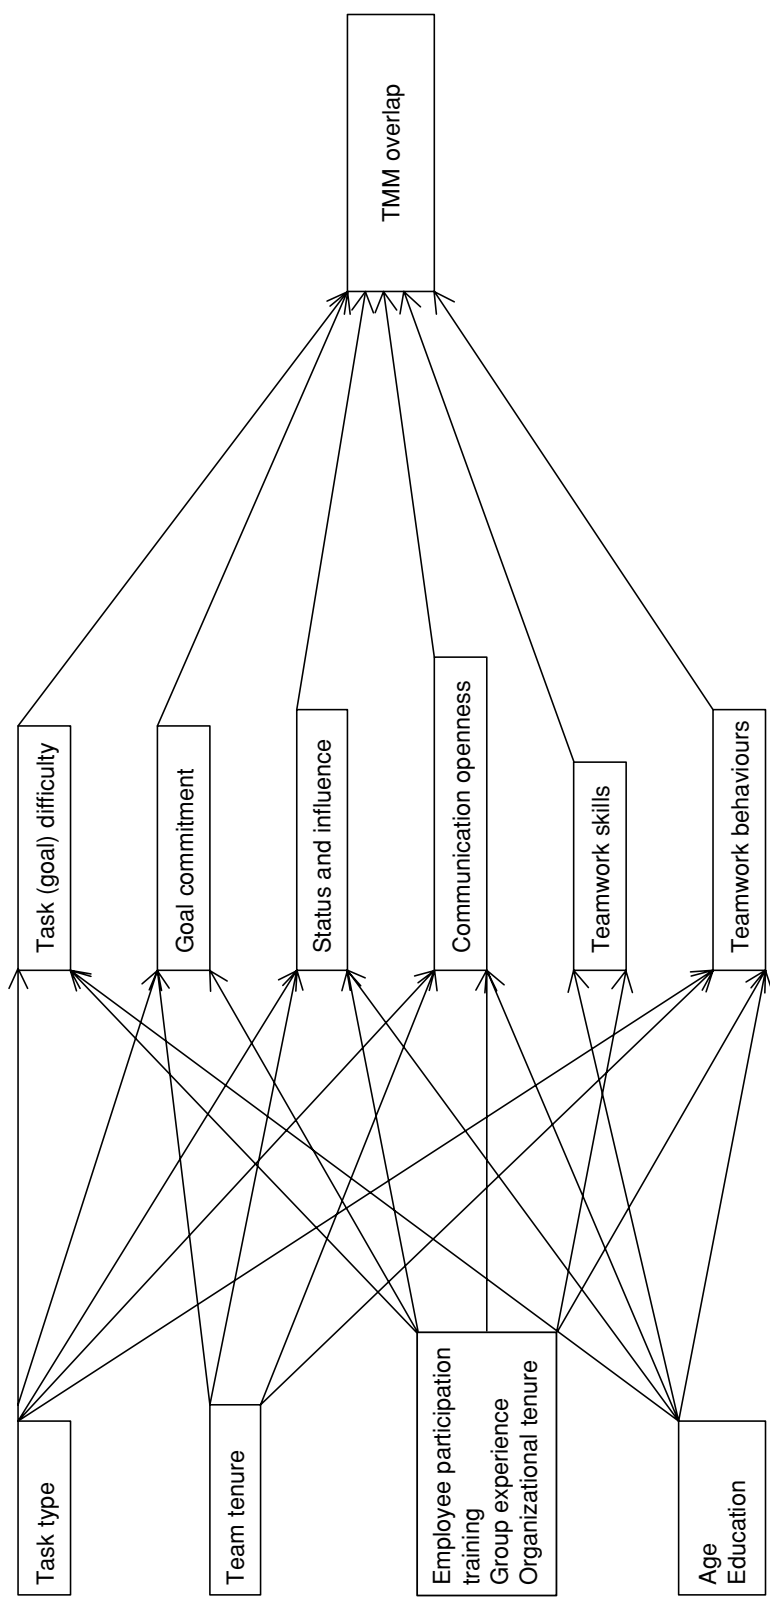 Task type
Team tenure
Employee participation
training
Group experience
Organizational tenure
Age
Education
Task (goal) difficulty
Goal commitment
Status and influence
Communication openness
Teamwork skills
Teamwork behaviours
TMM overlap